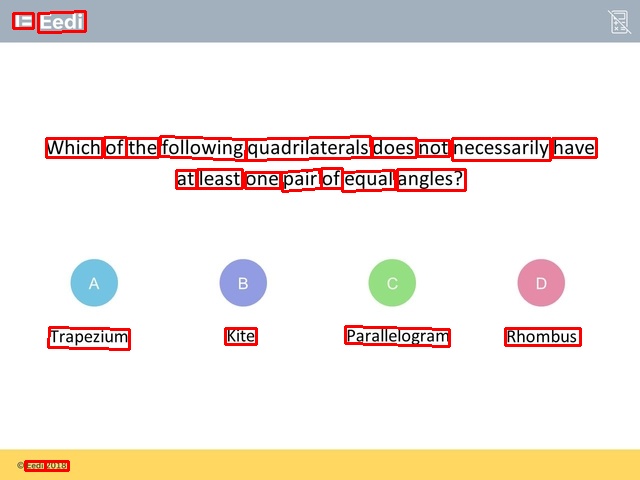 Eedi
Which of the following quadrilaterals does not necessarily have
at least one pair of equal angles?
A B C D
Trapezium Kite Parallelogram Rhombus
© Eedi 2018